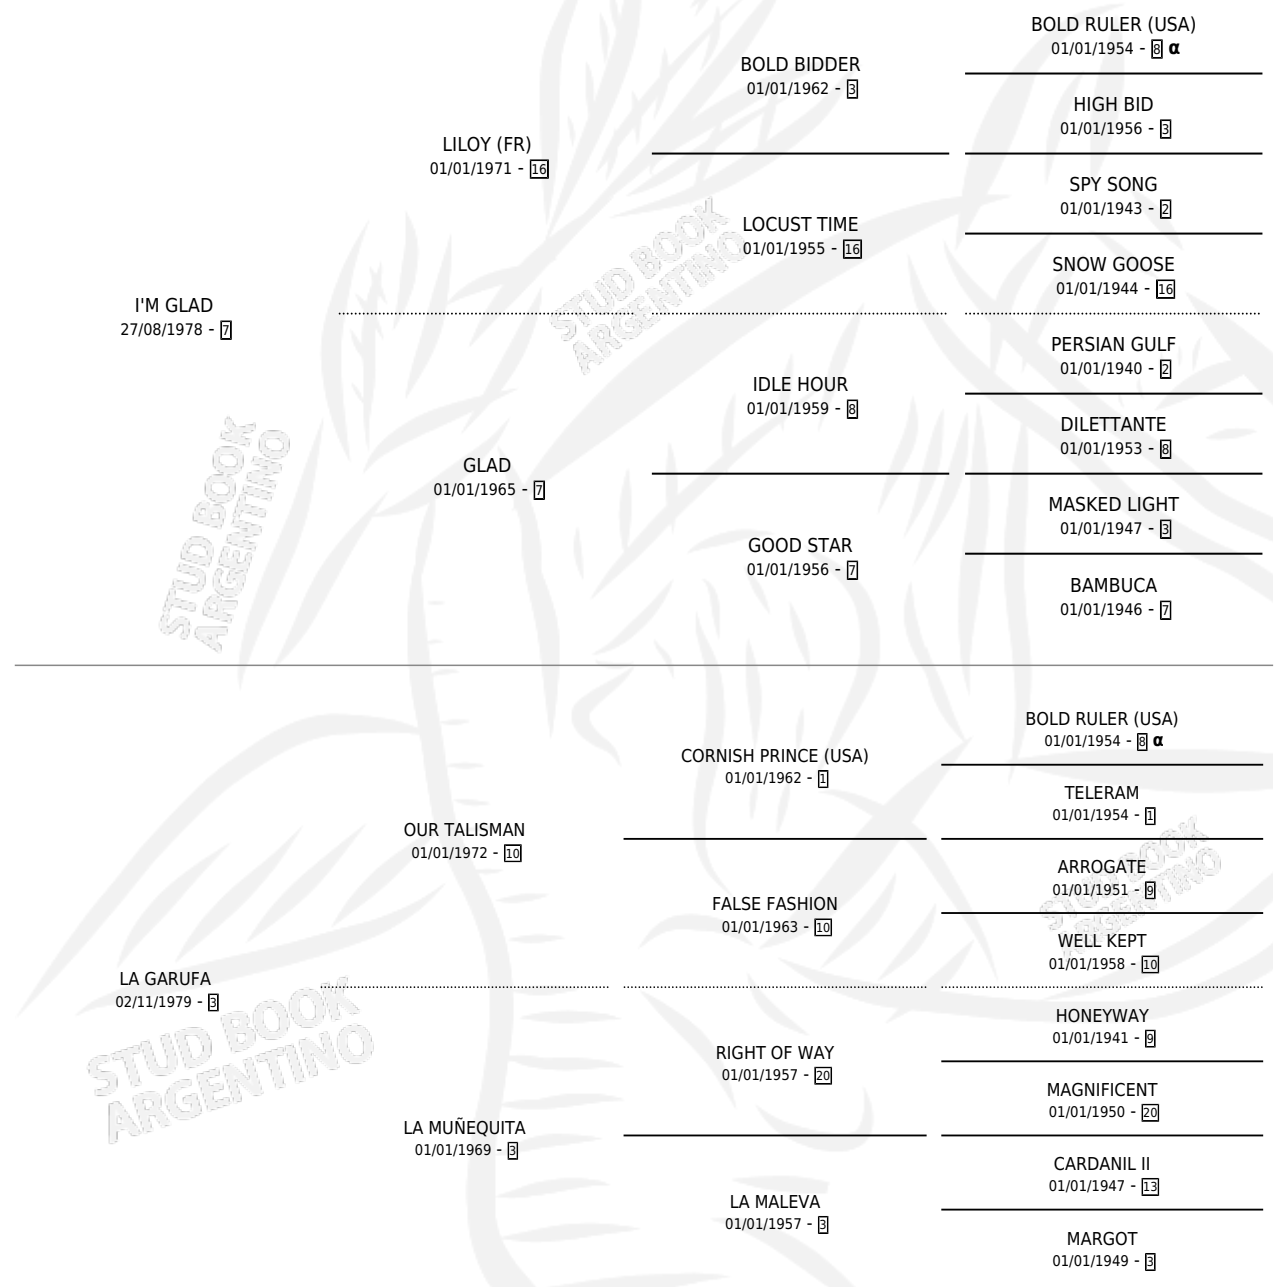 BOLD RULER (USA)
01/01/1954 - 8 α
BOLD BIDDER
01/01/1962 - 3
HIGH BID
01/01/1956 - 3
LILOY (FR)
01/01/1971 - 16
SPY SONG
01/01/1943 - 2
LOCUST TIME
01/01/1955 - 16
SNOW GOOSE
01/01/1944 - 16
I'M GLAD
27/08/1978 - 7
PERSIAN GULF
01/01/1940 - 2
IDLE HOUR
01/01/1959 - 8
DILETTANTE
01/01/1953 - 8
GLAD
01/01/1965 - 7
MASKED LIGHT
01/01/1947 - 3
GOOD STAR
01/01/1956 - 7
BAMBUCA
01/01/1946 - 7
STUD BOOK
ARGENTINO
STUD BOOK
ARGENTINO
BOLD RULER (USA)
01/01/1954 - 8 α
CORNISH PRINCE (USA)
01/01/1962 - 1
TELERAM
01/01/1954 - 1
OUR TALISMAN
01/01/1972 - 10
ARROGATE
01/01/1951 - 9
FALSE FASHION
01/01/1963 - 10
WELL KEPT
01/01/1958 - 10
LA GARUFA
02/11/1979 - 3
HONEYWAY
01/01/1941 - 9
RIGHT OF WAY
01/01/1957 - 20
MAGNIFICENT
01/01/1950 - 20
LA MUÑEQUITA
01/01/1969 - 3
CARDANIL II
01/01/1947 - 13
LA MALEVA
01/01/1957 - 3
MARGOT
01/01/1949 - 3
STUD BOOK
ARGENTINO
STUD BOOK
ARGENTINO